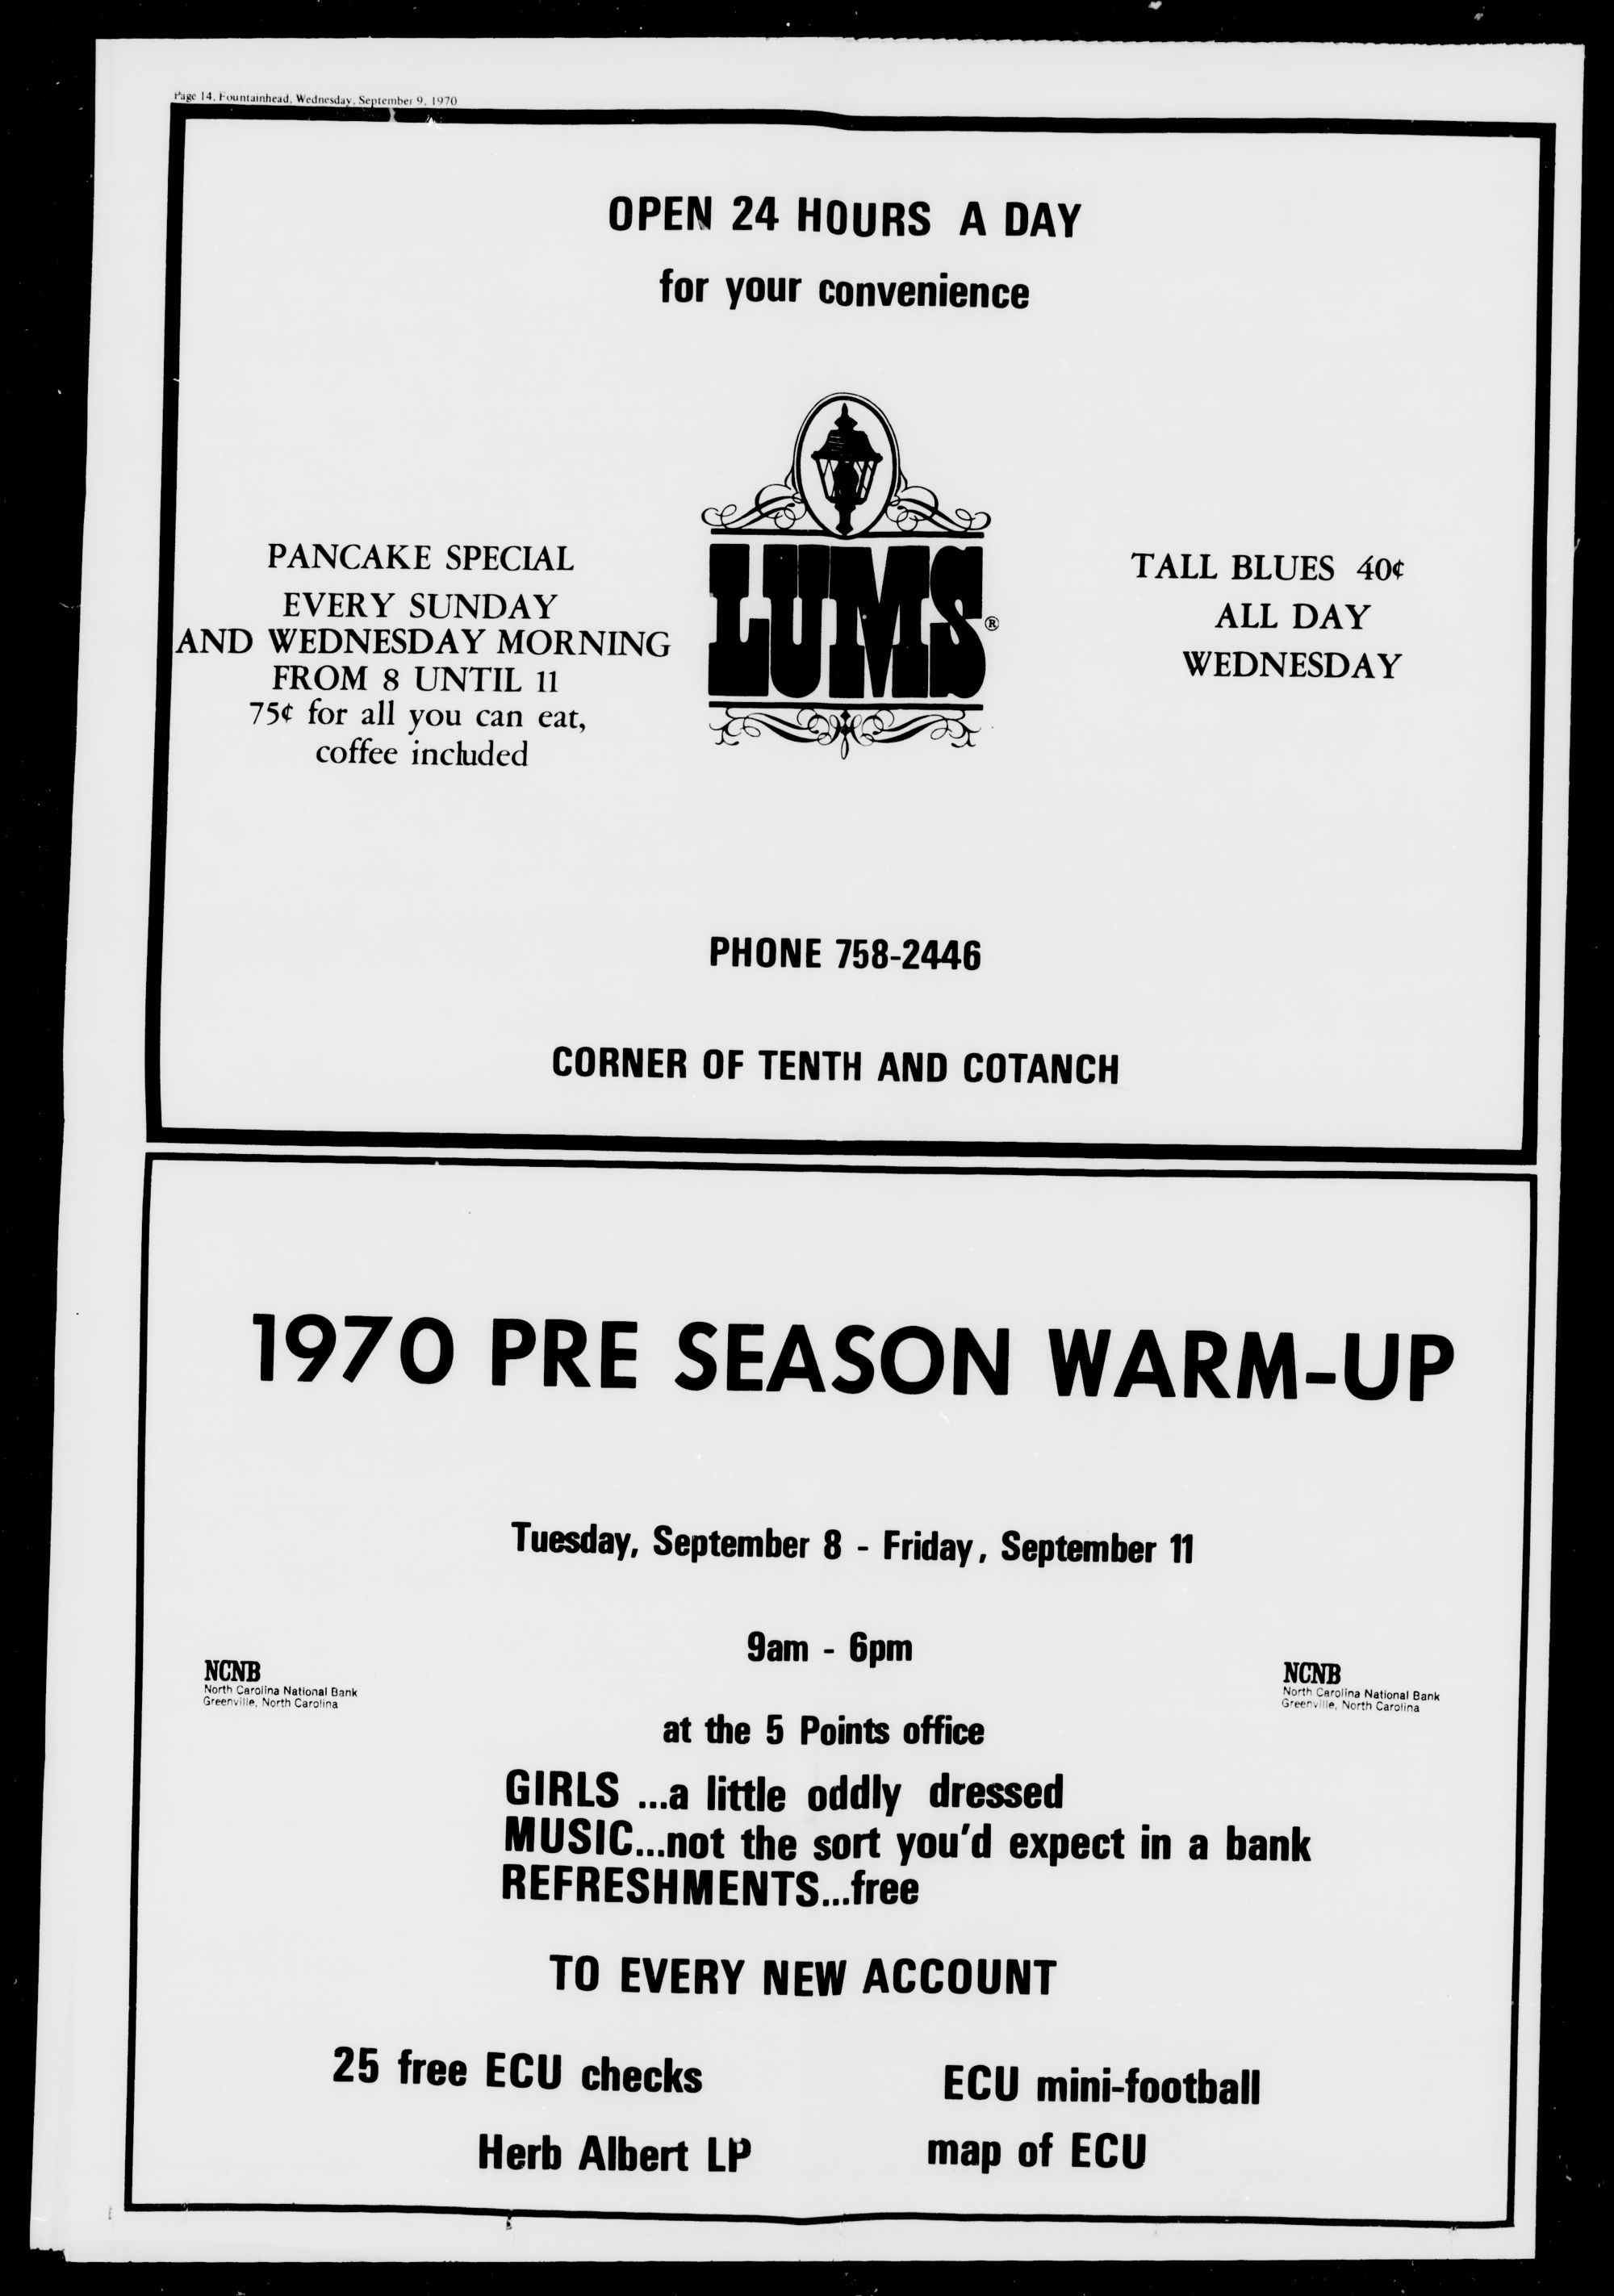 Page 14, Fountainhead, Wednesday, September 9, 1970
OPEN 24 HOURS A DAY
for your convenience
PANCAKE SPECIAL
EVERY SUNDAY
AND WEDNESDAY MORNING
FROM 8 UNTIL 11
75¢ for all you can eat,
coffee included
LUMS®
TALL BLUES 40¢
ALL DAY
WEDNESDAY
PHONE 758-2446
CORNER OF TENTH AND COTANCH
1970 PRE SEASON WARM-UP
Tuesday, September 8 - Friday, September 11
9am - 6pm
NCNB
North Carolina National Bank
Greenville, North Carolina
NCNB
North Carolina National Bank
Greenville, North Carolina
at the 5 Points office
GIRLS ...a little oddly dressed
MUSIC...not the sort you'd expect in a bank
REFRESHMENTS...free
TO EVERY NEW ACCOUNT
25 free ECU checks
ECU mini-football
Herb Albert LP
map of ECU